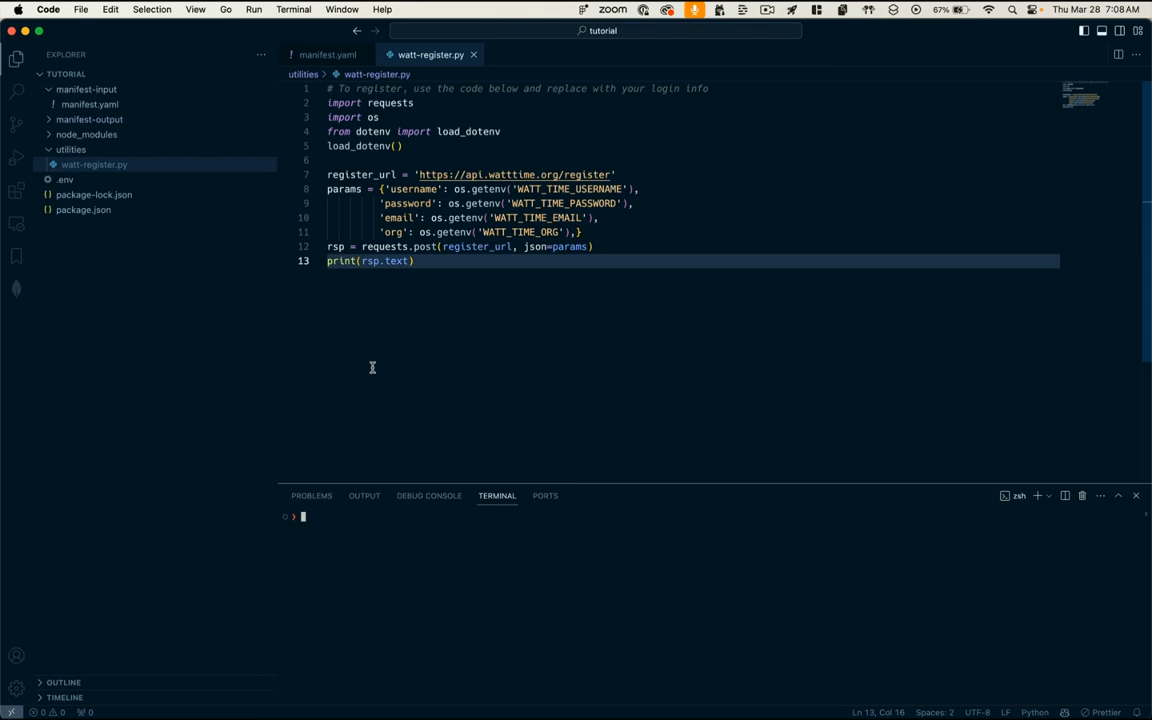 Code File Edit Selection View Go Run Terminal Window Help zoom 67% Thu Mar 28 7:08 AM
tutorial
EXPLORER
TUTORIAL
manifest-input
! manifest.yaml
manifest-output
node_modules
utilities
watt-register.py
.env
{} package-lock.json
{} package.json
OUTLINE
TIMELINE
! manifest.yaml
watt-register.py
utilities > watt-register.py
1 # To register, use the code below and replace with your login info
2 import requests
3 import os
4 from dotenv import load_dotenv
5 load_dotenv()
6
7 register_url = 'https://api.watttime.org/register'
8 params = {'username': os.getenv('WATT_TIME_USERNAME'),
9 'password': os.getenv('WATT_TIME_PASSWORD'),
10 'email': os.getenv('WATT_TIME_EMAIL'),
11 'org': os.getenv('WATT_TIME_ORG'),}
12 rsp = requests.post(register_url, json=params)
13 print(rsp.text)
PROBLEMS OUTPUT DEBUG CONSOLE TERMINAL PORTS
zsh
0 0 0 Ln 13, Col 16 Spaces: 2 UTF-8 LF Python Prettier